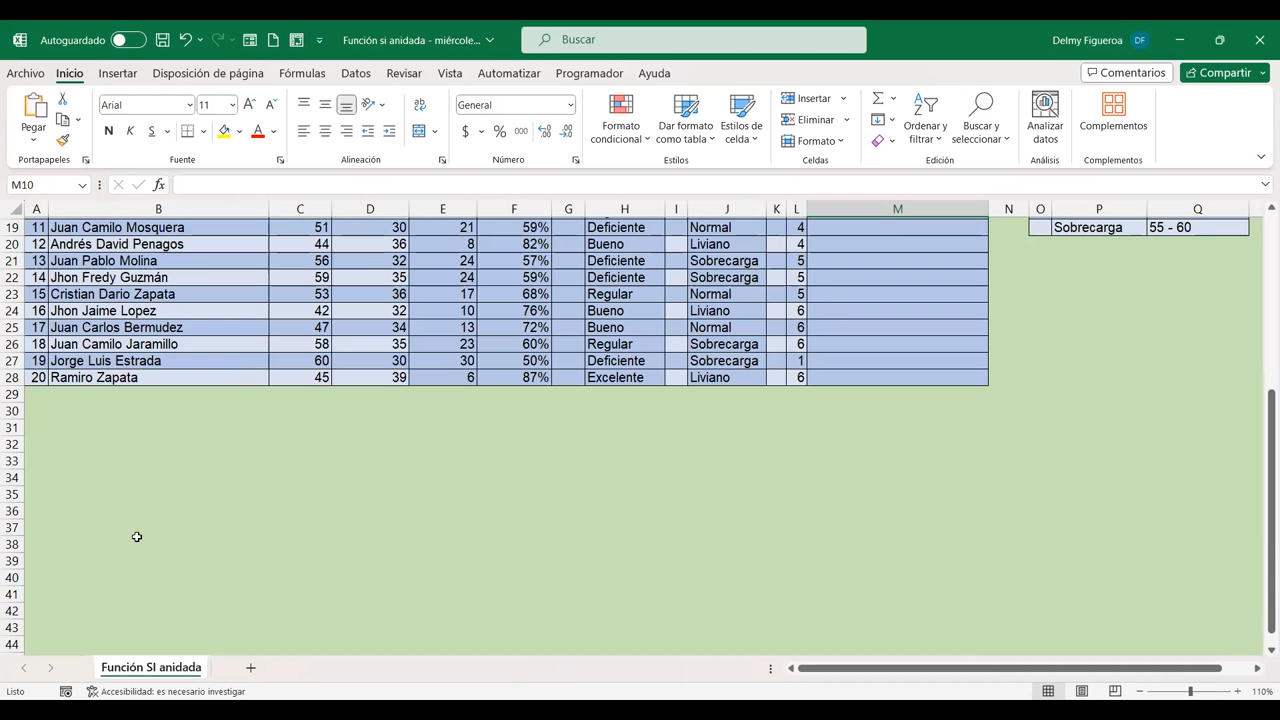 Autoguardado
Función si anidada - miércole...
Buscar
Delmy Figueroa DF
Archivo Inicio Insertar Disposición de página Fórmulas Datos Revisar Vista Automatizar Programador Ayuda
Comentarios Compartir
Pegar
Arial 11
N K S
General
$ % 000
Formato condicional
Dar formato como tabla
Estilos de celda
Insertar
Eliminar
Formato
Ordenar y filtrar
Buscar y seleccionar
Analizar datos
Complementos
Portapapeles Fuente Alineación Número Estilos Celdas Edición Análisis Complementos
M10
A B C D E F G H I J K L M N O P Q
19 11 Juan Camilo Mosquera 51 30 21 59% Deficiente Normal 4 Sobrecarga 55 - 60
20 12 Andrés David Penagos 44 36 8 82% Bueno Liviano 4
21 13 Juan Pablo Molina 56 32 24 57% Deficiente Sobrecarga 5
22 14 Jhon Fredy Guzmán 59 35 24 59% Deficiente Sobrecarga 5
23 15 Cristian Dario Zapata 53 36 17 68% Regular Normal 5
24 16 Jhon Jaime Lopez 42 32 10 76% Bueno Liviano 6
25 17 Juan Carlos Bermudez 47 34 13 72% Bueno Normal 6
26 18 Juan Camilo Jaramillo 58 35 23 60% Regular Sobrecarga 6
27 19 Jorge Luis Estrada 60 30 30 50% Deficiente Sobrecarga 1
28 20 Ramiro Zapata 45 39 6 87% Excelente Liviano 6
29
30
31
32
33
34
35
36
37
38
39
40
41
42
43
44
Función SI anidada
Listo
Accesibilidad: es necesario investigar
110%